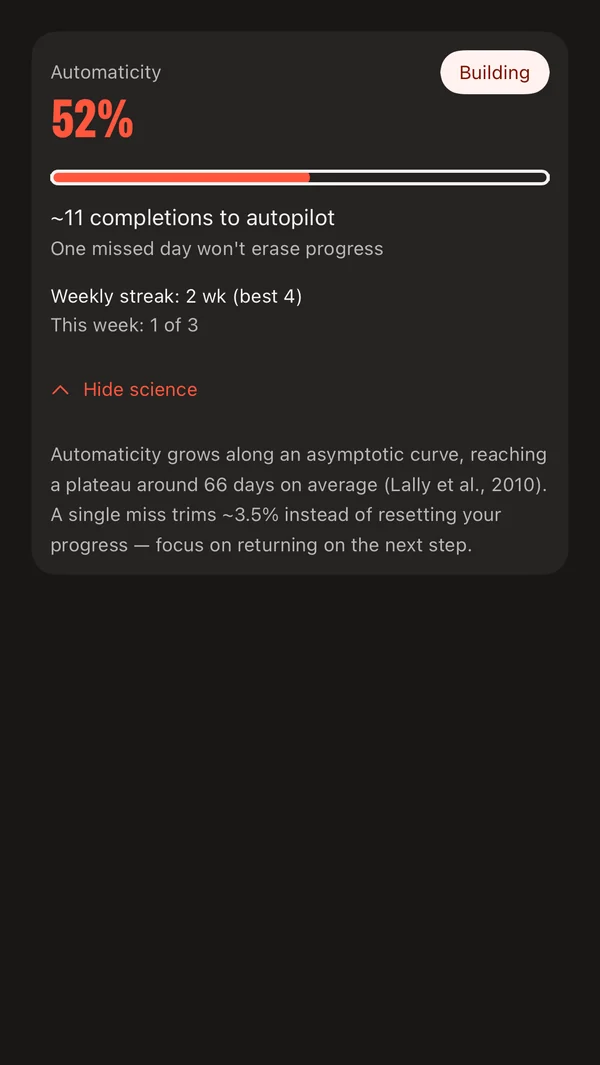 Automaticity
Building
52%
~11 completions to autopilot
One missed day won't erase progress
Weekly streak: 2 wk (best 4)
This week: 1 of 3
Hide science
Automaticity grows along an asymptotic curve, reaching
a plateau around 66 days on average (Lally et al., 2010).
A single miss trims ~3.5% instead of resetting your
progress — focus on returning on the next step.